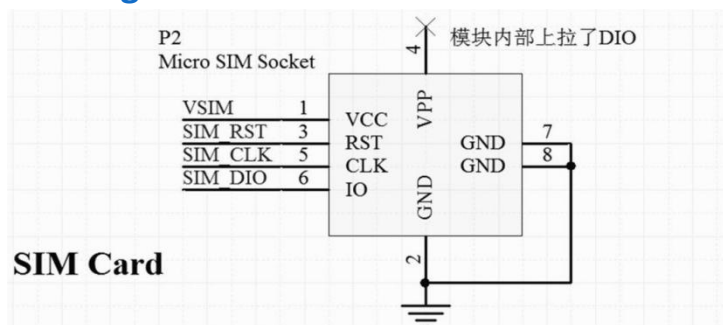 P2
Micro SIM Socket
4
模块内部上拉了DIO
VSIM 1
SIM_RST 3
SIM_CLK 5
SIM_DIO 6
VCC
RST
CLK
IO
VPP
GND
GND
GND
7
8
2
SIM Card